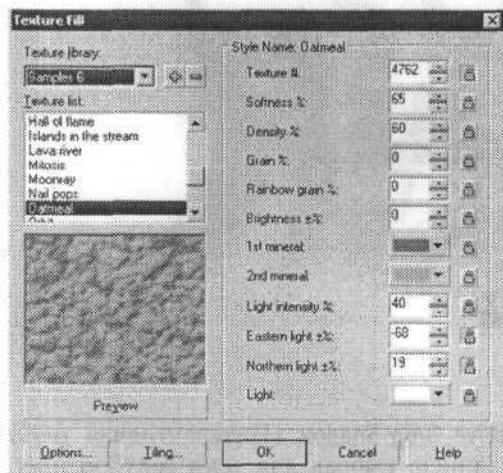 Texture Fill
Texture library:
Samples 6
Texture list:
Hall of flame
Islands in the stream
Lava river
Mitosis
Moonray
Nail pops
Oatmeal
Orbit
Preview
Style Name: Oatmeal
Texture #: 4762
Softness %: 65
Density %: 60
Grain %: 0
Rainbow grain %: 0
Brightness ±%: 0
1st mineral:
2nd mineral:
Light intensity %: 40
Eastern light ±%: -68
Northern light ±%: 19
Light:
Options... Tiling... OK Cancel Help